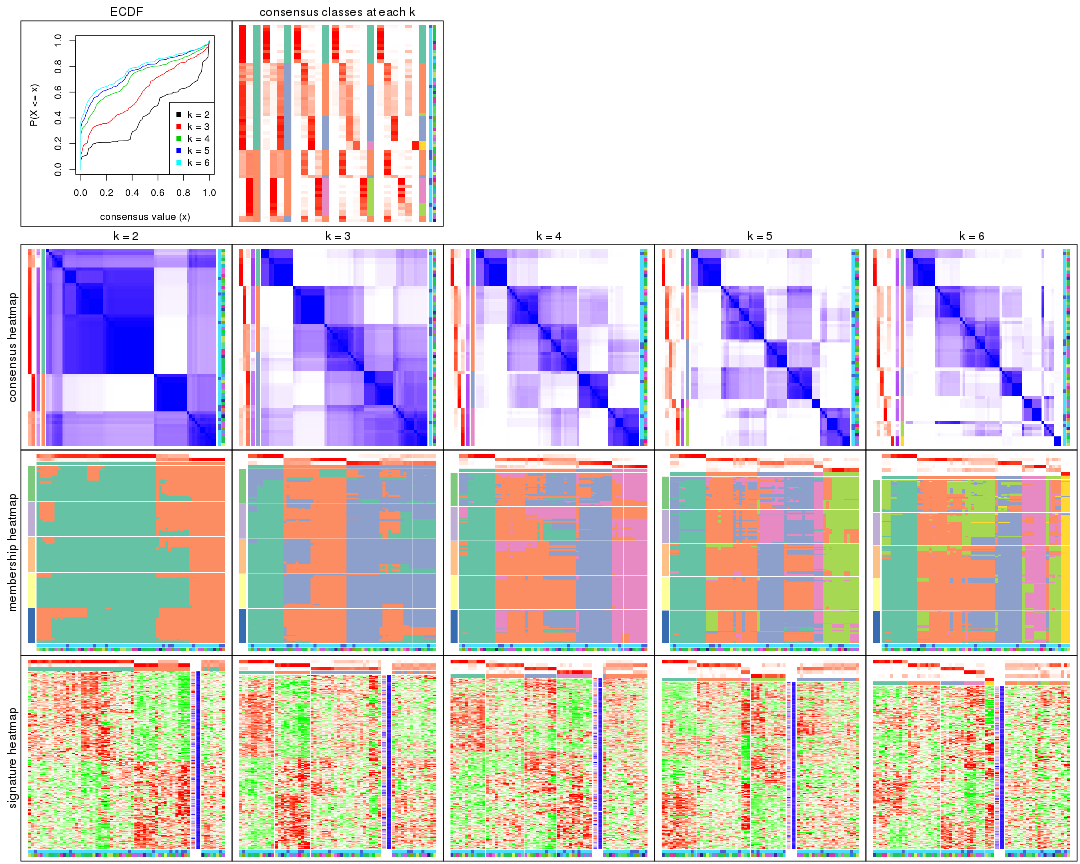 ECDF
consensus classes at each k
P(X <= x)
0.0 0.2 0.4 0.6 0.8 1.0
k = 2
k = 3
k = 4
k = 5
k = 6
0.0 0.2 0.4 0.6 0.8 1.0
consensus value (x)
k = 2 k = 3 k = 4 k = 5 k = 6
consensus heatmap
membership heatmap
signature heatmap